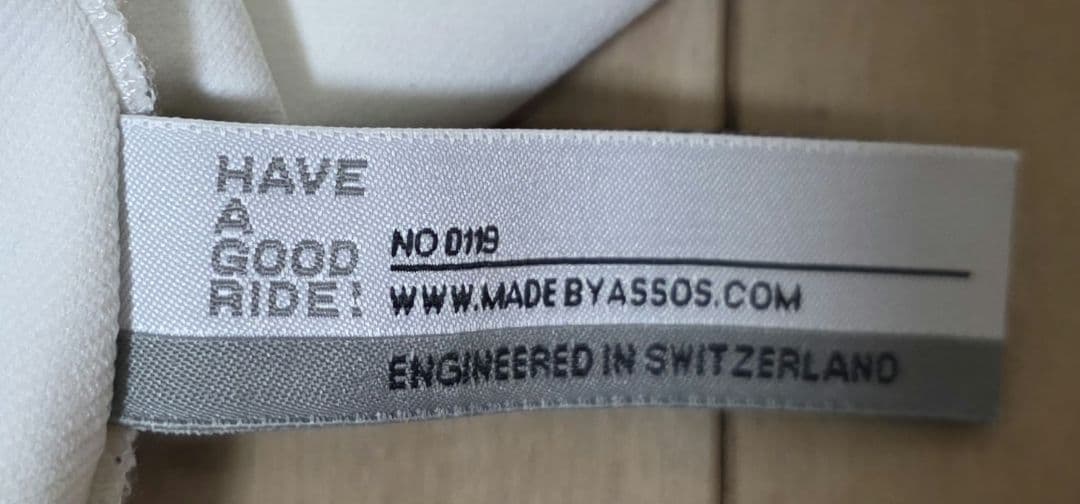 HAVE
A
GOOD
RIDE!
NO 0119
WWW.MADEBYASSOS.COM
ENGINEERED IN SWITZERLAND